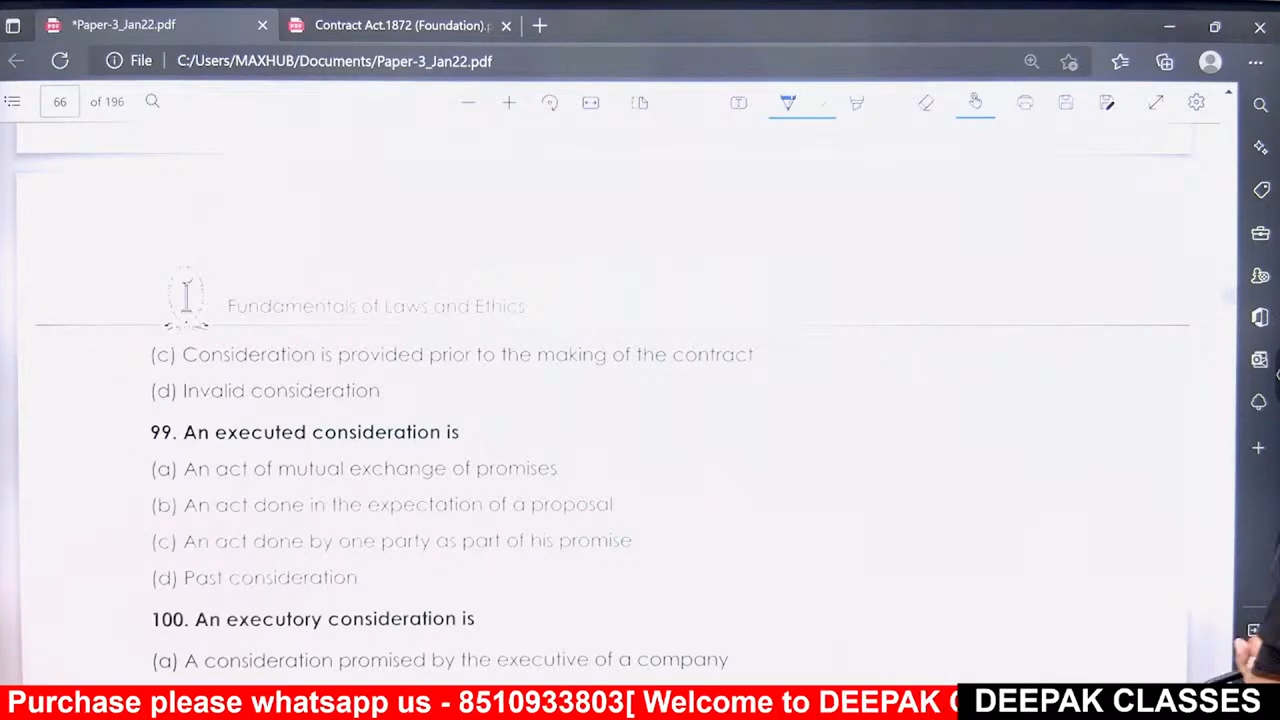 *Paper-3_Jan22.pdf
Contract Act.1872 (Foundation).p
File
C:/Users/MAXHUB/Documents/Paper-3_Jan22.pdf
66 of 196
Fundamentals of Laws and Ethics
(c) Consideration is provided prior to the making of the contract
(d) Invalid consideration
99. An executed consideration is
(a) An act of mutual exchange of promises
(b) An act done in the expectation of a proposal
(c) An act done by one party as part of his promise
(d) Past consideration
100. An executory consideration is
(a) A consideration promised by the executive of a company
Purchase please whatsapp us - 8510933803[ Welcome to DEEPAK
DEEPAK CLASSES